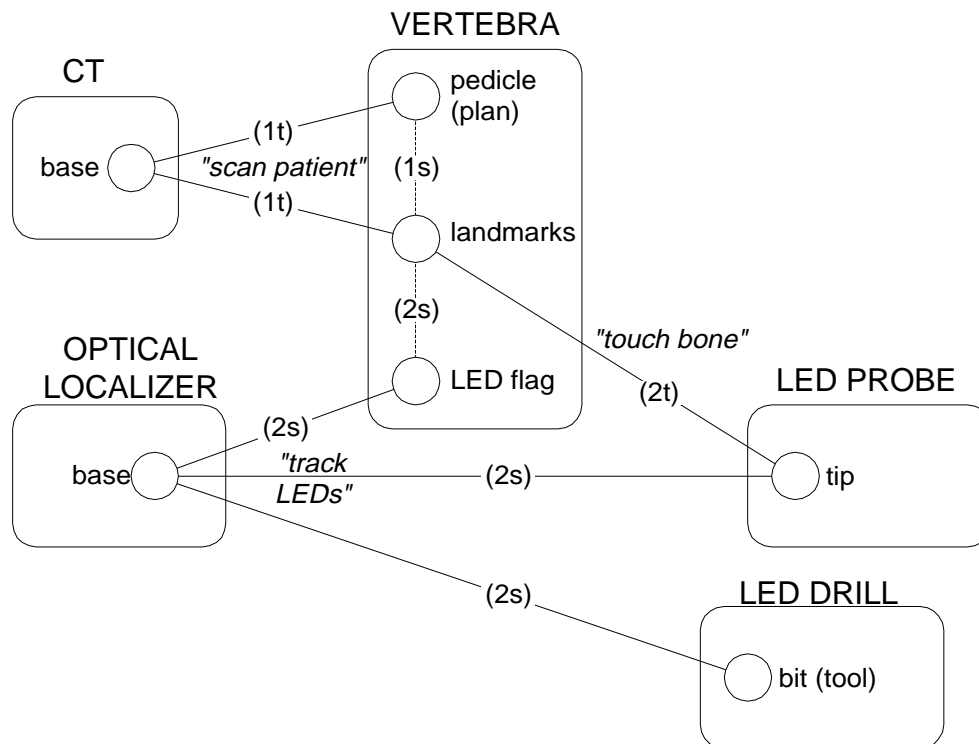 VERTEBRA
CT
pedicle
(plan)
(1t)
base
"scan patient"
(1s)
(1t)
landmarks
(2s)
"touch bone"
OPTICAL
LOCALIZER
LED flag
LED PROBE
(2t)
(2s)
"track
LEDs"
base
(2s)
tip
(2s)
LED DRILL
bit (tool)